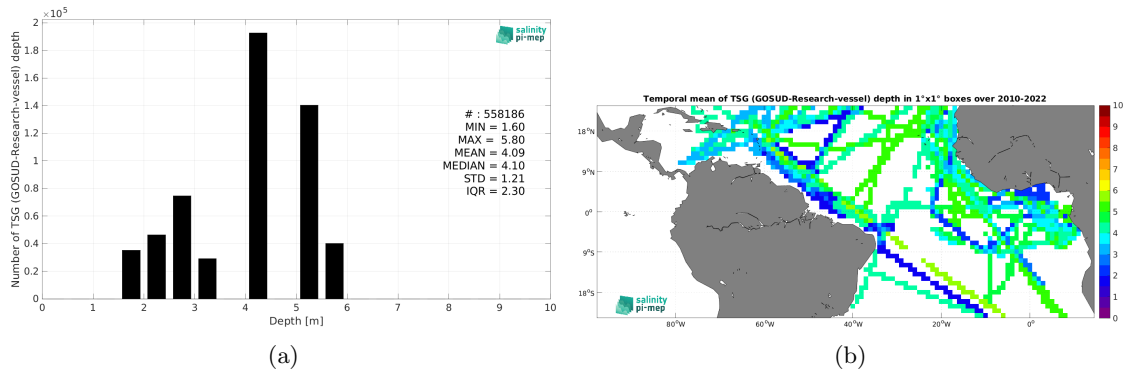 ×10⁵
2
1.8
1.6
1.4
1.2
1
0.8
0.6
0.4
0.2
0
Number of TSG (GOSUD-Research-vessel) depth
0 1 2 3 4 5 6 7 8 9 10
Depth [m]
salinity
pi-mep
# : 558186
MIN = 1.60
MAX = 5.80
MEAN = 4.09
MEDIAN = 4.10
STD = 1.21
IQR = 2.30
(a)
Temporal mean of TSG (GOSUD-Research-vessel) depth in 1°x1° boxes over 2010-2022
18°N
9°N
0°
9°S
18°S
80°W 60°W 40°W 20°W 0°
salinity
pi-mep
10
9
8
7
6
5
4
3
2
1
0
(b)